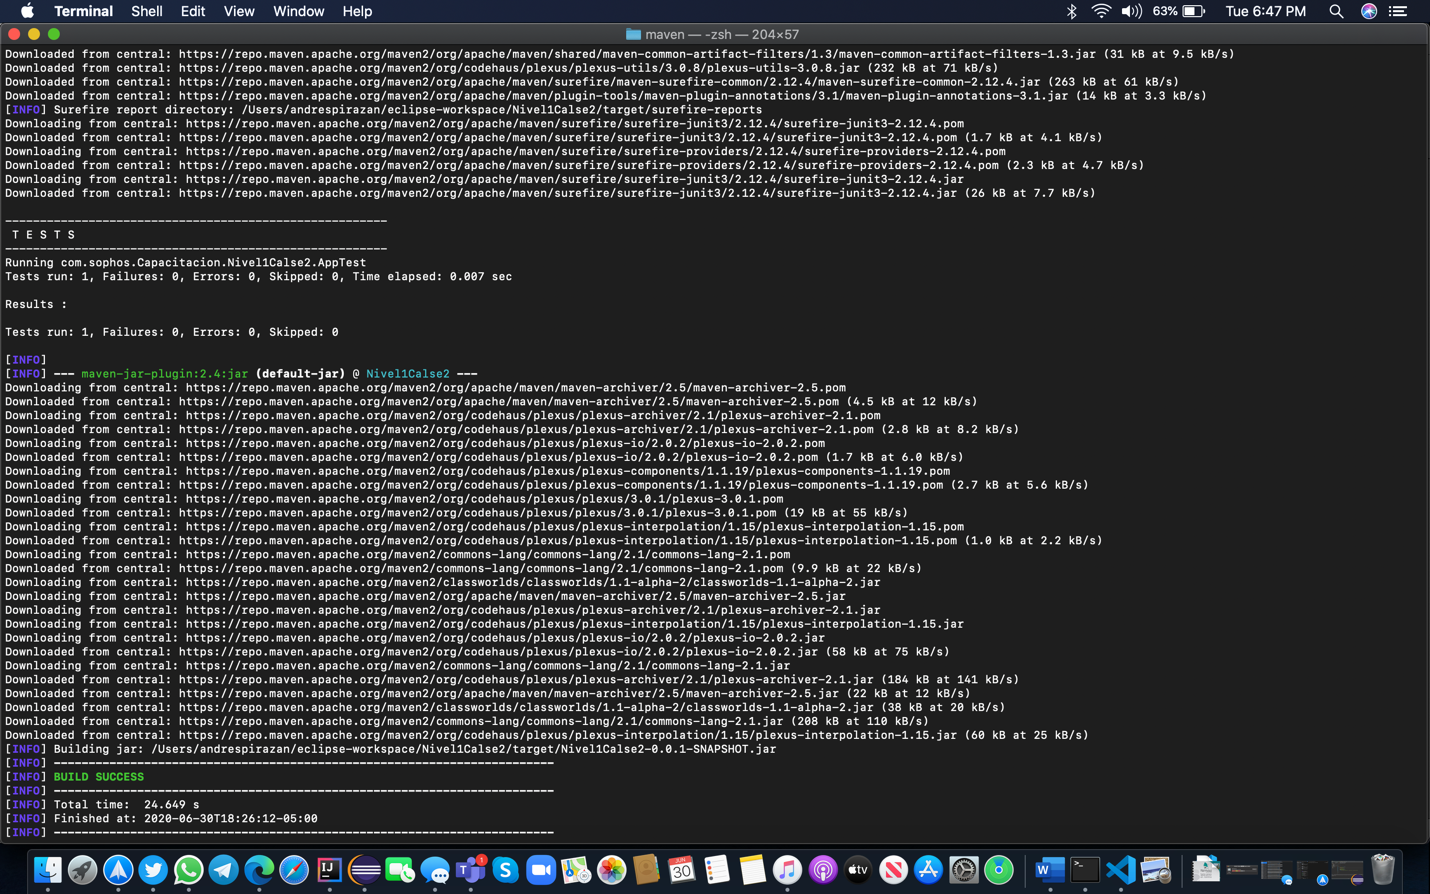 Terminal Shell Edit View Window Help 63% Tue 6:47 PM
maven — -zsh — 204×57
Downloaded from central: https://repo.maven.apache.org/maven2/org/apache/maven/shared/maven-common-artifact-filters/1.3/maven-common-artifact-filters-1.3.jar (31 kB at 9.5 kB/s)
Downloaded from central: https://repo.maven.apache.org/maven2/org/codehaus/plexus/plexus-utils/3.0.8/plexus-utils-3.0.8.jar (232 kB at 71 kB/s)
Downloaded from central: https://repo.maven.apache.org/maven2/org/apache/maven/surefire/maven-surefire-common/2.12.4/maven-surefire-common-2.12.4.jar (263 kB at 61 kB/s)
Downloaded from central: https://repo.maven.apache.org/maven2/org/apache/maven/plugin-tools/maven-plugin-annotations/3.1/maven-plugin-annotations-3.1.jar (14 kB at 3.3 kB/s)
[INFO] Surefire report directory: /Users/andrespirazan/eclipse-workspace/Nivel1Calse2/target/surefire-reports
Downloading from central: https://repo.maven.apache.org/maven2/org/apache/maven/surefire/surefire-junit3/2.12.4/surefire-junit3-2.12.4.pom
Downloaded from central: https://repo.maven.apache.org/maven2/org/apache/maven/surefire/surefire-junit3/2.12.4/surefire-junit3-2.12.4.pom (1.7 kB at 4.1 kB/s)
Downloading from central: https://repo.maven.apache.org/maven2/org/apache/maven/surefire/surefire-providers/2.12.4/surefire-providers-2.12.4.pom
Downloaded from central: https://repo.maven.apache.org/maven2/org/apache/maven/surefire/surefire-providers/2.12.4/surefire-providers-2.12.4.pom (2.3 kB at 4.7 kB/s)
Downloading from central: https://repo.maven.apache.org/maven2/org/apache/maven/surefire/surefire-junit3/2.12.4/surefire-junit3-2.12.4.jar
Downloaded from central: https://repo.maven.apache.org/maven2/org/apache/maven/surefire/surefire-junit3/2.12.4/surefire-junit3-2.12.4.jar (26 kB at 7.7 kB/s)
-------------------------------------------------------
T E S T S
-------------------------------------------------------
Running com.sophos.Capacitacion.Nivel1Calse2.AppTest
Tests run: 1, Failures: 0, Errors: 0, Skipped: 0, Time elapsed: 0.007 sec
Results :
Tests run: 1, Failures: 0, Errors: 0, Skipped: 0
[INFO]
[INFO] --- maven-jar-plugin:2.4:jar (default-jar) @ Nivel1Calse2 ---
Downloading from central: https://repo.maven.apache.org/maven2/org/apache/maven/maven-archiver/2.5/maven-archiver-2.5.pom
Downloaded from central: https://repo.maven.apache.org/maven2/org/apache/maven/maven-archiver/2.5/maven-archiver-2.5.pom (4.5 kB at 12 kB/s)
Downloading from central: https://repo.maven.apache.org/maven2/org/codehaus/plexus/plexus-archiver/2.1/plexus-archiver-2.1.pom
Downloaded from central: https://repo.maven.apache.org/maven2/org/codehaus/plexus/plexus-archiver/2.1/plexus-archiver-2.1.pom (2.8 kB at 8.2 kB/s)
Downloading from central: https://repo.maven.apache.org/maven2/org/codehaus/plexus/plexus-io/2.0.2/plexus-io-2.0.2.pom
Downloaded from central: https://repo.maven.apache.org/maven2/org/codehaus/plexus/plexus-io/2.0.2/plexus-io-2.0.2.pom (1.7 kB at 6.0 kB/s)
Downloading from central: https://repo.maven.apache.org/maven2/org/codehaus/plexus/plexus-components/1.1.19/plexus-components-1.1.19.pom
Downloaded from central: https://repo.maven.apache.org/maven2/org/codehaus/plexus/plexus-components/1.1.19/plexus-components-1.1.19.pom (2.7 kB at 5.6 kB/s)
Downloading from central: https://repo.maven.apache.org/maven2/org/codehaus/plexus/plexus/3.0.1/plexus-3.0.1.pom
Downloaded from central: https://repo.maven.apache.org/maven2/org/codehaus/plexus/plexus/3.0.1/plexus-3.0.1.pom (19 kB at 55 kB/s)
Downloading from central: https://repo.maven.apache.org/maven2/org/codehaus/plexus/plexus-interpolation/1.15/plexus-interpolation-1.15.pom
Downloaded from central: https://repo.maven.apache.org/maven2/org/codehaus/plexus/plexus-interpolation/1.15/plexus-interpolation-1.15.pom (1.0 kB at 2.2 kB/s)
Downloading from central: https://repo.maven.apache.org/maven2/commons-lang/commons-lang/2.1/commons-lang-2.1.pom
Downloaded from central: https://repo.maven.apache.org/maven2/commons-lang/commons-lang/2.1/commons-lang-2.1.pom (9.9 kB at 22 kB/s)
Downloading from central: https://repo.maven.apache.org/maven2/classworlds/classworlds/1.1-alpha-2/classworlds-1.1-alpha-2.jar
Downloading from central: https://repo.maven.apache.org/maven2/org/apache/maven/maven-archiver/2.5/maven-archiver-2.5.jar
Downloading from central: https://repo.maven.apache.org/maven2/org/codehaus/plexus/plexus-archiver/2.1/plexus-archiver-2.1.jar
Downloading from central: https://repo.maven.apache.org/maven2/org/codehaus/plexus/plexus-interpolation/1.15/plexus-interpolation-1.15.jar
Downloading from central: https://repo.maven.apache.org/maven2/org/codehaus/plexus/plexus-io/2.0.2/plexus-io-2.0.2.jar
Downloaded from central: https://repo.maven.apache.org/maven2/org/codehaus/plexus/plexus-io/2.0.2/plexus-io-2.0.2.jar (58 kB at 75 kB/s)
Downloading from central: https://repo.maven.apache.org/maven2/commons-lang/commons-lang/2.1/commons-lang-2.1.jar
Downloaded from central: https://repo.maven.apache.org/maven2/org/codehaus/plexus/plexus-archiver/2.1/plexus-archiver-2.1.jar (184 kB at 141 kB/s)
Downloaded from central: https://repo.maven.apache.org/maven2/org/apache/maven/maven-archiver/2.5/maven-archiver-2.5.jar (22 kB at 12 kB/s)
Downloaded from central: https://repo.maven.apache.org/maven2/classworlds/classworlds/1.1-alpha-2/classworlds-1.1-alpha-2.jar (38 kB at 20 kB/s)
Downloaded from central: https://repo.maven.apache.org/maven2/commons-lang/commons-lang/2.1/commons-lang-2.1.jar (208 kB at 110 kB/s)
Downloaded from central: https://repo.maven.apache.org/maven2/org/codehaus/plexus/plexus-interpolation/1.15/plexus-interpolation-1.15.jar (60 kB at 25 kB/s)
[INFO] Building jar: /Users/andrespirazan/eclipse-workspace/Nivel1Calse2/target/Nivel1Calse2-0.0.1-SNAPSHOT.jar
[INFO] ------------------------------------------------------------------------
[INFO] BUILD SUCCESS
[INFO] ------------------------------------------------------------------------
[INFO] Total time:  24.649 s
[INFO] Finished at: 2020-06-30T18:26:12-05:00
[INFO] ------------------------------------------------------------------------
IJ 1 JUN 30 tv W >_